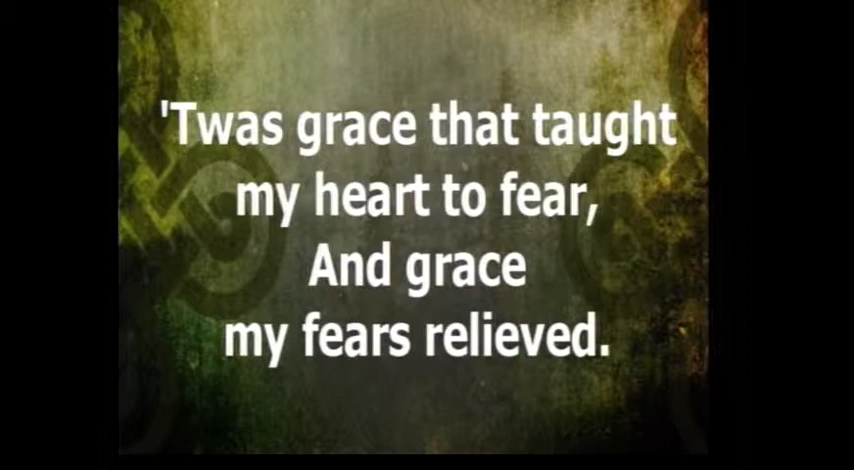 'Twas grace that taught
my heart to fear,
And grace
my fears relieved.